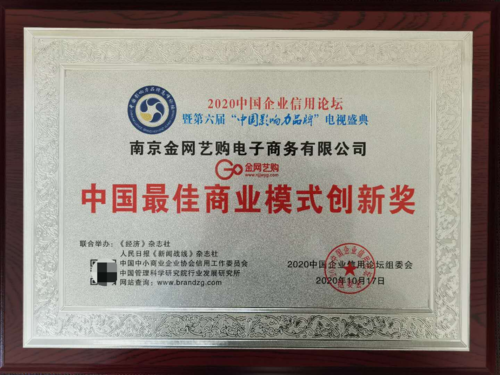 2020中国企业信用论坛
暨第六届“中国影响力品牌”电视盛典
南京金网艺购电子商务有限公司
金网艺购
中国最佳商业模式创新奖
联合举办：《经济》杂志社
人民日报《新闻战线》杂志社
中国中小商业企业协会信用工作委员会
中国管理科学研究院行业发展研究所
网站查询：www.brandzg.com
2020中国企业信用论坛组委会
2020年10月17日